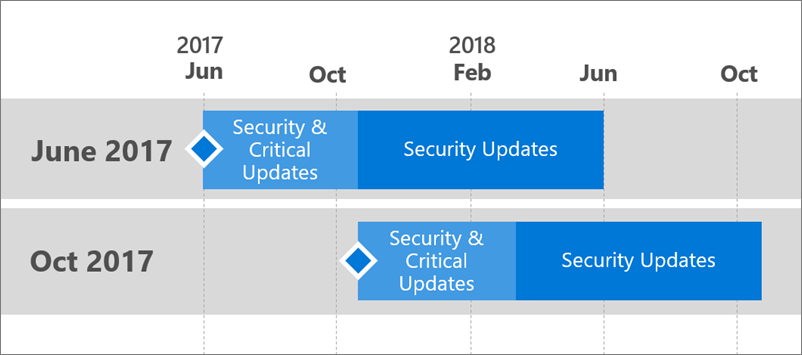 2017
2018
Jun
Oct
Feb
Jun
Oct
June 2017
Security &
Critical
Updates
Security Updates
Oct 2017
Security &
Critical
Updates
Security Updates